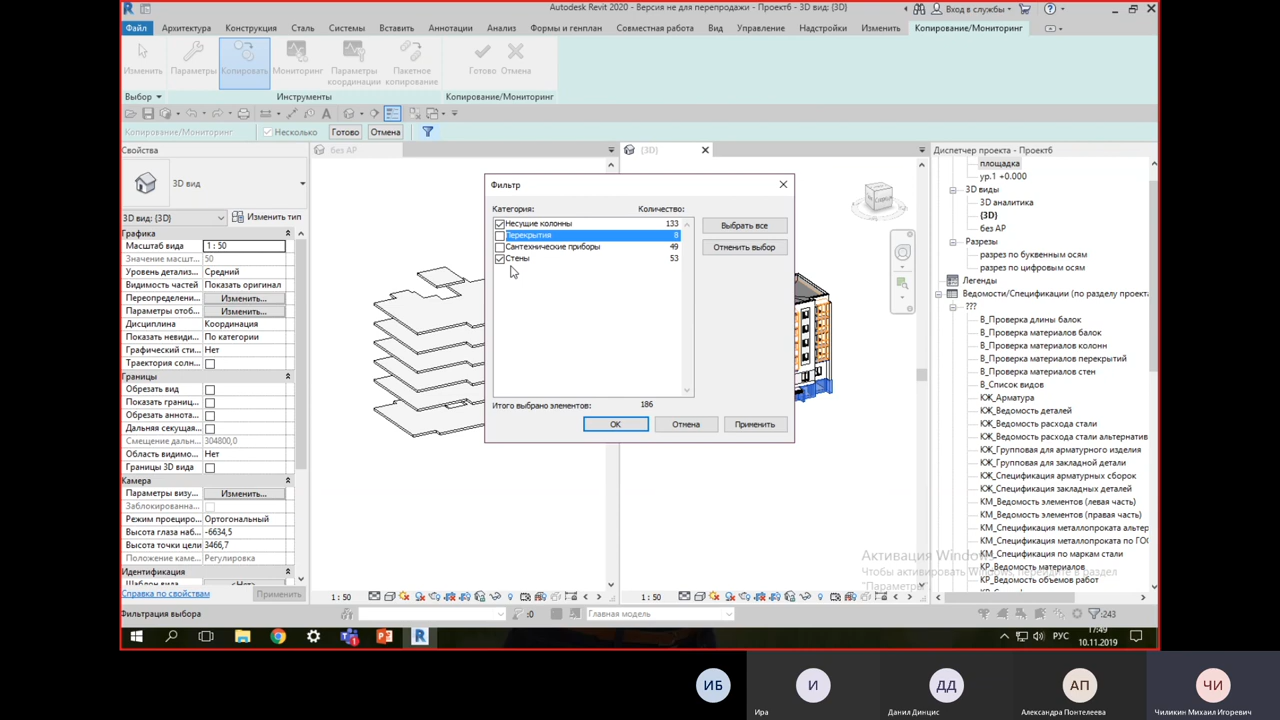 Autodesk Revit 2020 - Версия не для перепродажи - Проект6 - 3D вид: {3D}
Вход в службы
Файл Архитектура Конструкция Сталь Системы Вставить Аннотации Анализ Формы и генплан Совместная работа Вид Управление Надстройки Изменить Копирование/Мониторинг
Изменить Параметры Копировать Мониторинг Параметры координации Пакетное копирование Готово Отмена
Выбор Инструменты Копирование/Мониторинг
Копирование/Мониторинг Несколько Готово Отмена
Свойства
без АР
{3D}
Диспетчер проекта - Проект6
3D вид
3D вид: {3D} Изменить тип
Графика
Масштаб вида 1 : 50
Значение масшт... 50
Уровень детализ... Средний
Видимость частей Показать оригинал
Переопределени... Изменить...
Параметры отоб... Изменить...
Дисциплина Координация
Показать невиди... По категории
Графический сти... Нет
Траектория солн...
Границы
Обрезать вид
Показать границ...
Обрезать аннота...
Дальняя секущая...
Смещение дальн... 304800,0
Область видимо... Нет
Границы 3D вида
Камера
Параметры визу... Изменить...
Заблокированна...
Режим проециро... Ортогональный
Высота глаза наб... -6634,5
Высота точки цели 3466,7
Положение каме... Регулировка
Идентификация
Шаблон вида <Нет>
Справка по свойствам Применить
Фильтр
Категория: Количество:
Несущие колонны 133
Перекрытия 8
Сантехнические приборы 49
Стены 53
Выбрать все
Отменить выбор
Итого выбрано элементов: 186
OK Отмена Применить
площадка
ур.1 +0.000
3D виды
3D аналитика
{3D}
без АР
Разрезы
разрез по буквенным осям
разрез по цифровым осям
Легенды
Ведомости/Спецификации (по разделу проект
???
В_Проверка длины балок
В_Проверка материалов балок
В_Проверка материалов колонн
В_Проверка материалов перекрытий
В_Проверка материалов стен
В_Список видов
КЖ_Арматура
КЖ_Ведомость деталей
КЖ_Ведомость расхода стали
КЖ_Ведомость расхода стали альтернатив
КЖ_Групповая для арматурного изделия
КЖ_Групповая для закладной детали
КЖ_Спецификация арматурных сборок
КЖ_Спецификация закладных деталей
КМ_Ведомость элементов (левая часть)
КМ_Ведомость элементов (правая часть)
КМ_Спецификация металлопроката альтер
КМ_Спецификация металлопроката по ГО
КМ_Спецификация по маркам стали
КР_Ведомость материалов
КР_Ведомость объемов работ
Активация Windows
Чтобы активировать Windows, перейдите в раздел
"Параметры
1 : 50
1 : 50
Фильтрация выбора :0 Главная модель :243
РУС
17:49
10.11.2019
ИБ И ДД АП ЧИ
Ира Данил Динцис Александра Понтелеева Чиликин Михаил Игоревич